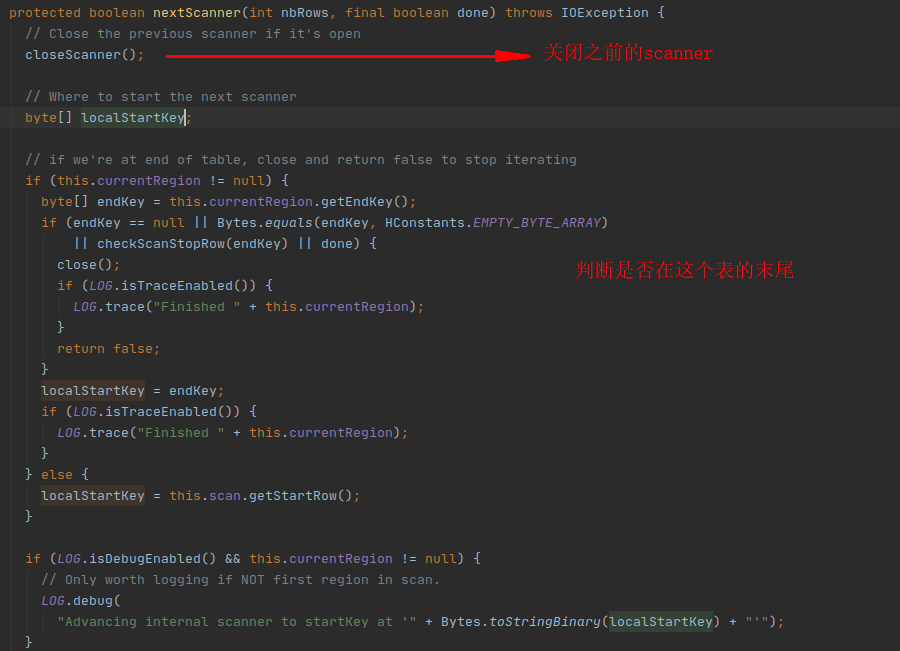 protected boolean nextScanner(int nbRows, final boolean done) throws IOException {
// Close the previous scanner if it's open
closeScanner(); 关闭之前的scanner
// Where to start the next scanner
byte[] localStartKey;
// if we're at end of table, close and return false to stop iterating
if (this.currentRegion != null) {
byte[] endKey = this.currentRegion.getEndKey();
if (endKey == null || Bytes.equals(endKey, HConstants.EMPTY_BYTE_ARRAY)
|| checkScanStopRow(endKey) || done) {
close(); 判断是否在这个表的末尾
if (LOG.isTraceEnabled()) {
LOG.trace("Finished " + this.currentRegion);
}
return false;
}
localStartKey = endKey;
if (LOG.isTraceEnabled()) {
LOG.trace("Finished " + this.currentRegion);
}
} else {
localStartKey = this.scan.getStartRow();
}
if (LOG.isDebugEnabled() && this.currentRegion != null) {
// Only worth logging if NOT first region in scan.
LOG.debug(
"Advancing internal scanner to startKey at '" + Bytes.toStringBinary(localStartKey) + "'");
}